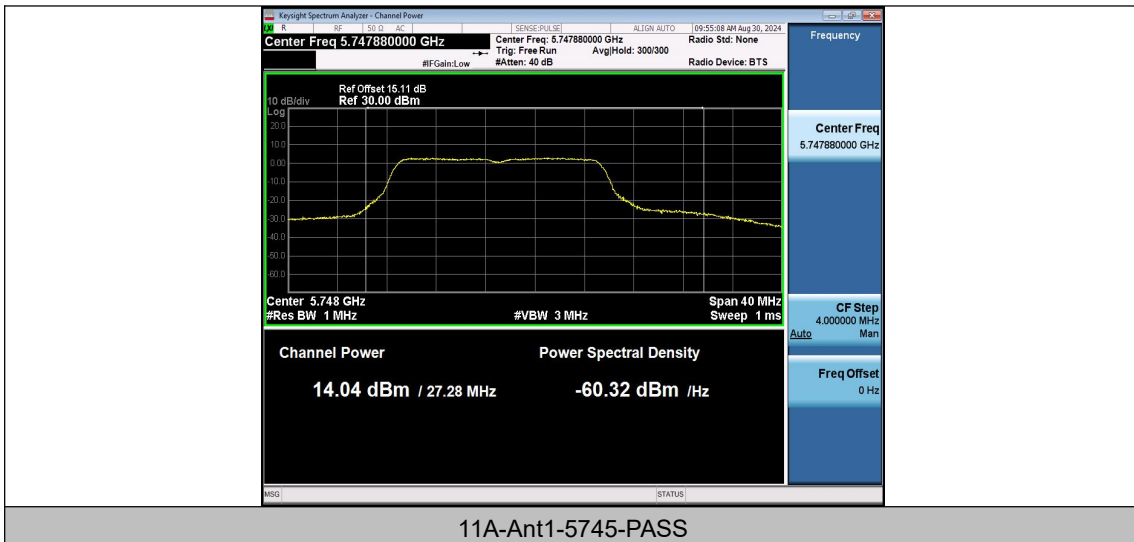 Keysight Spectrum Analyzer - Channel Power
R RF 50 Ω AC SENSE:PULSE ALIGN AUTO 09:55:08 AM Aug 30, 2024
Center Freq 5.747880000 GHz
Center Freq: 5.747880000 GHz Radio Std: None
Trig: Free Run Avg|Hold: 300/300
#IFGain:Low #Atten: 40 dB Radio Device: BTS
Frequency
Ref Offset 15.11 dB
10 dB/div Ref 30.00 dBm
Log
20.0
10.0
0.00
-10.0
-20.0
-30.0
-40.0
-50.0
-60.0
Center 5.748 GHz Span 40 MHz
#Res BW 1 MHz #VBW 3 MHz Sweep 1 ms
Center Freq
5.747880000 GHz
CF Step
4.000000 MHz
Auto Man
Freq Offset
0 Hz
Channel Power Power Spectral Density
14.04 dBm / 27.28 MHz -60.32 dBm /Hz
MSG STATUS
11A-Ant1-5745-PASS